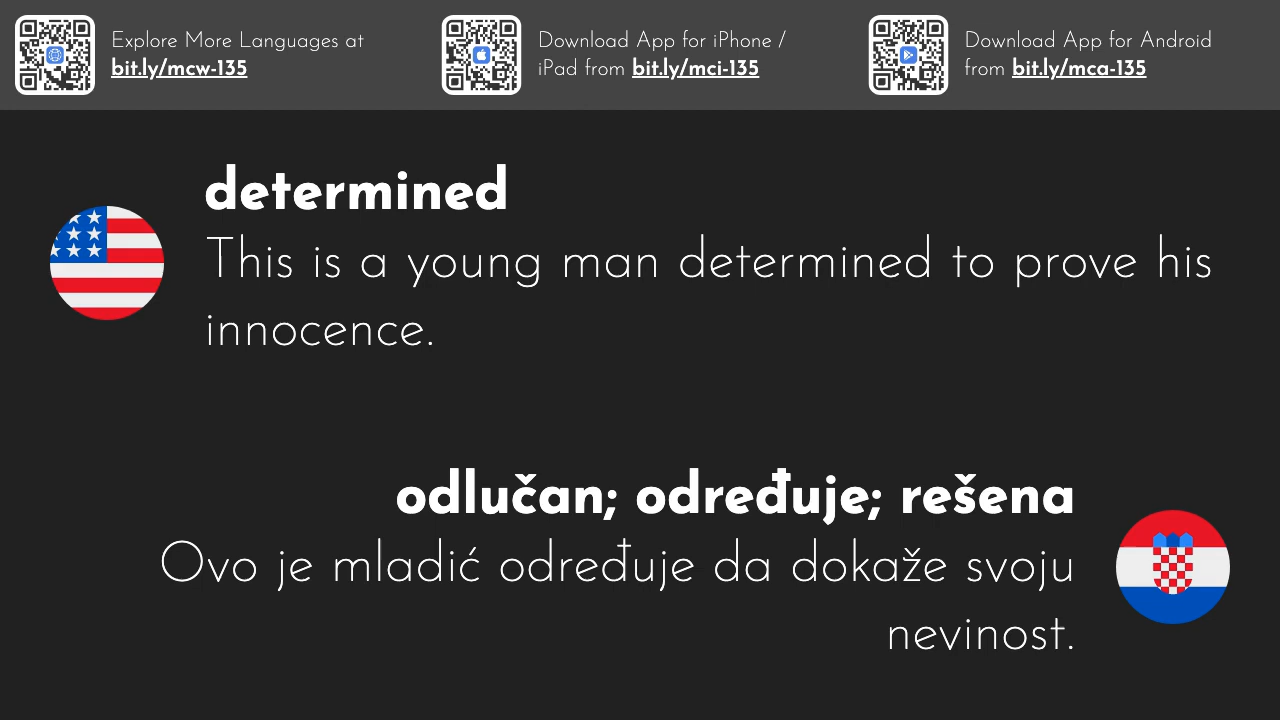 Explore More Languages at
bit.ly/mcw-135
Download App for iPhone /
iPad from bit.ly/mci-135
Download App for Android
from bit.ly/mca-135
determined
This is a young man determined to prove his
innocence.
odlučan; određuje; rešena
Ovo je mladić određuje da dokaže svoju
nevinost.